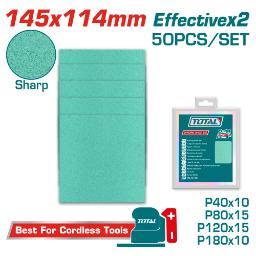 145x114mm Effectivex2
50PCS/SET
Sharp
TOTAL
P40x10
P80x15
P120x15
P180x10
Best For Cordless Tools
TOTAL